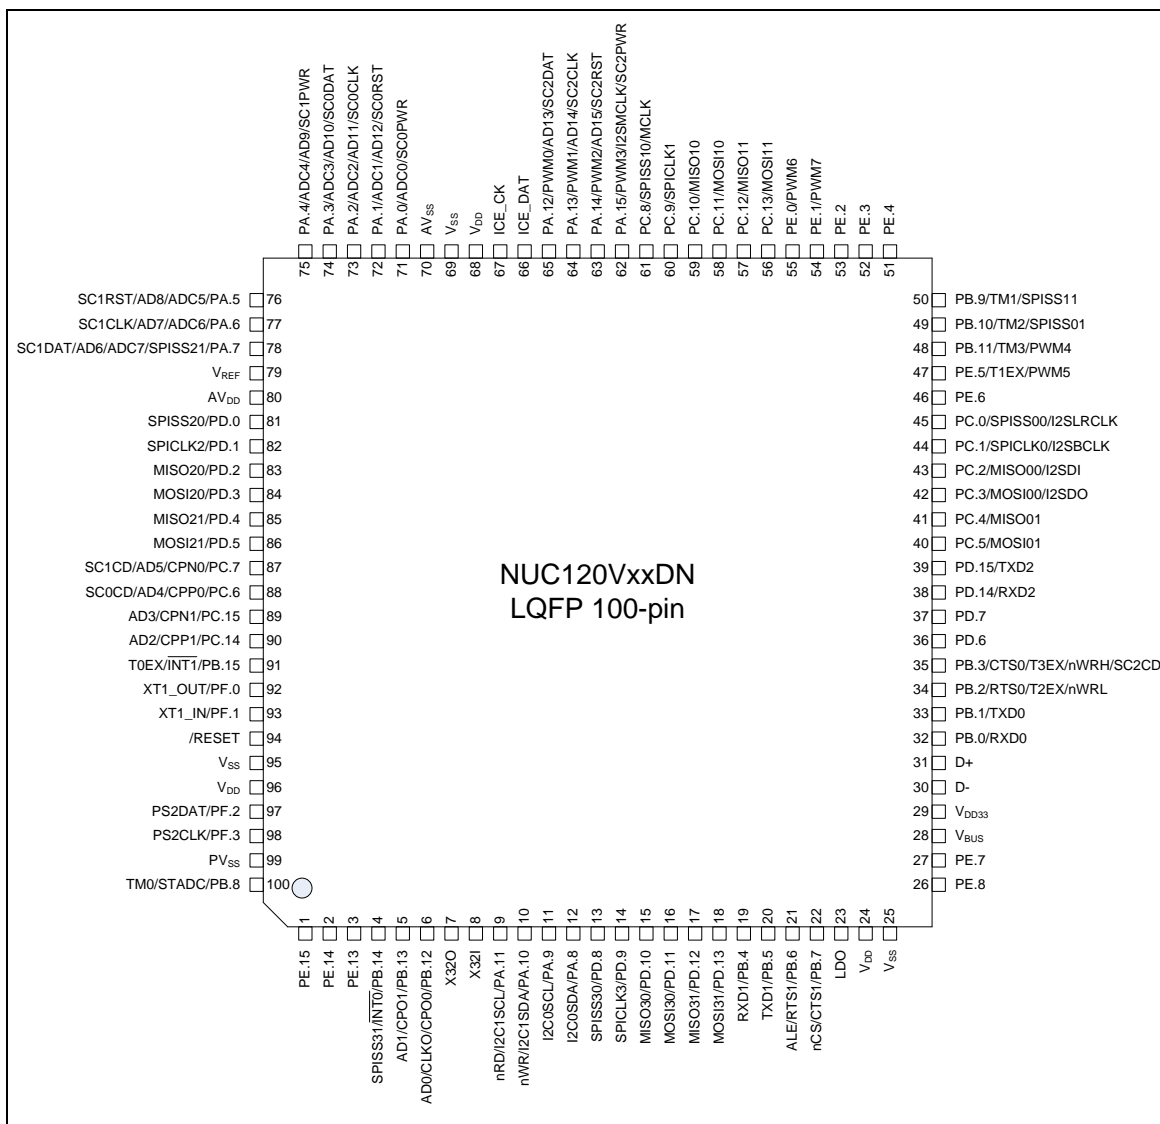 PA.4/ADC4/AD9/SC1PWR
PA.3/ADC3/AD10/SC0DAT
PA.2/ADC2/AD11/SC0CLK
PA.1/ADC1/AD12/SC0RST
PA.0/ADC0/SC0PWR
AVSS
VSS
VDD
ICE_CK
ICE_DAT
PA.12/PWM0/AD13/SC2DAT
PA.13/PWM1/AD14/SC2CLK
PA.14/PWM2/AD15/SC2RST
PA.15/PWM3/I2SMCLK/SC2PWR
PC.8/SPISS10/MCLK
PC.9/SPICLK1
PC.10/MISO10
PC.11/MOSI10
PC.12/MISO11
PC.13/MOSI11
PE.0/PWM6
PE.1/PWM7
PE.2
PE.3
PE.4
75 74 73 72 71 70 69 68 67 66 65 64 63 62 61 60 59 58 57 56 55 54 53 52 51
SC1RST/AD8/ADC5/PA.5 76
SC1CLK/AD7/ADC6/PA.6 77
SC1DAT/AD6/ADC7/SPISS21/PA.7 78
VREF 79
AVDD 80
SPISS20/PD.0 81
SPICLK2/PD.1 82
MISO20/PD.2 83
MOSI20/PD.3 84
MISO21/PD.4 85
MOSI21/PD.5 86
SC1CD/AD5/CPN0/PC.7 87
SC0CD/AD4/CPP0/PC.6 88
AD3/CPN1/PC.15 89
AD2/CPP1/PC.14 90
T0EX/INT1/PB.15 91
XT1_OUT/PF.0 92
XT1_IN/PF.1 93
/RESET 94
VSS 95
VDD 96
PS2DAT/PF.2 97
PS2CLK/PF.3 98
PVSS 99
TM0/STADC/PB.8 100
NUC120VxxDN
LQFP 100-pin
50 PB.9/TM1/SPISS11
49 PB.10/TM2/SPISS01
48 PB.11/TM3/PWM4
47 PE.5/T1EX/PWM5
46 PE.6
45 PC.0/SPISS00/I2SLRCLK
44 PC.1/SPICLK0/I2SBCLK
43 PC.2/MISO00/I2SDI
42 PC.3/MOSI00/I2SDO
41 PC.4/MISO01
40 PC.5/MOSI01
39 PD.15/TXD2
38 PD.14/RXD2
37 PD.7
36 PD.6
35 PB.3/CTS0/T3EX/nWRH/SC2CD
34 PB.2/RTS0/T2EX/nWRL
33 PB.1/TXD0
32 PB.0/RXD0
31 D+
30 D-
29 VDD33
28 VBUS
27 PE.7
26 PE.8
1 2 3 4 5 6 7 8 9 10 11 12 13 14 15 16 17 18 19 20 21 22 23 24 25
PE.15
PE.14
PE.13
SPISS31/INT0/PB.14
AD1/CPO1/PB.13
AD0/CLKO/CPO0/PB.12
X32O
X32I
nRD/I2C1SCL/PA.11
nWR/I2C1SDA/PA.10
I2C0SCL/PA.9
I2C0SDA/PA.8
SPISS30/PD.8
SPICLK3/PD.9
MISO30/PD.10
MOSI30/PD.11
MISO31/PD.12
MOSI31/PD.13
RXD1/PB.4
TXD1/PB.5
ALE/RTS1/PB.6
nCS/CTS1/PB.7
LDO
VDD
VSS